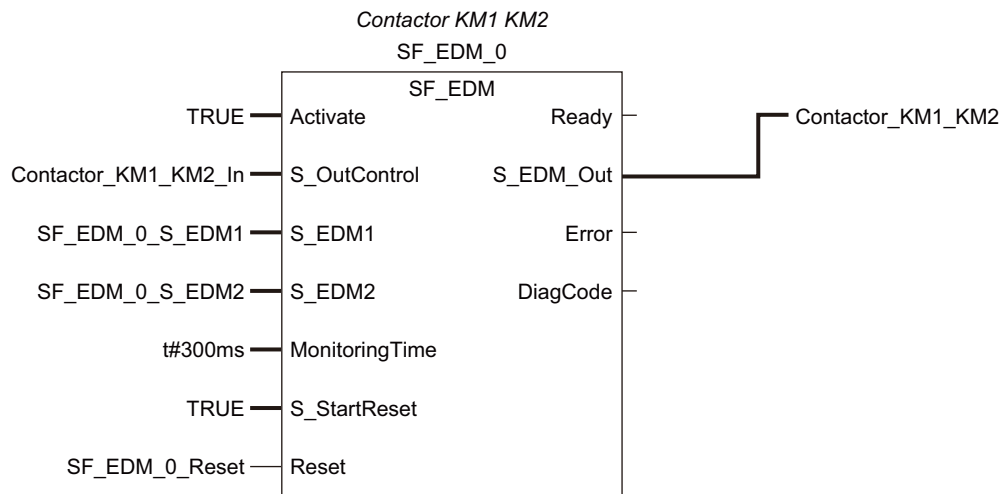 Contactor KM1 KM2
SF_EDM_0
SF_EDM
TRUE Activate Ready Contactor_KM1_KM2
Contactor_KM1_KM2_In S_OutControl S_EDM_Out
SF_EDM_0_S_EDM1 S_EDM1 Error
SF_EDM_0_S_EDM2 S_EDM2 DiagCode
t#300ms MonitoringTime
TRUE S_StartReset
SF_EDM_0_Reset Reset